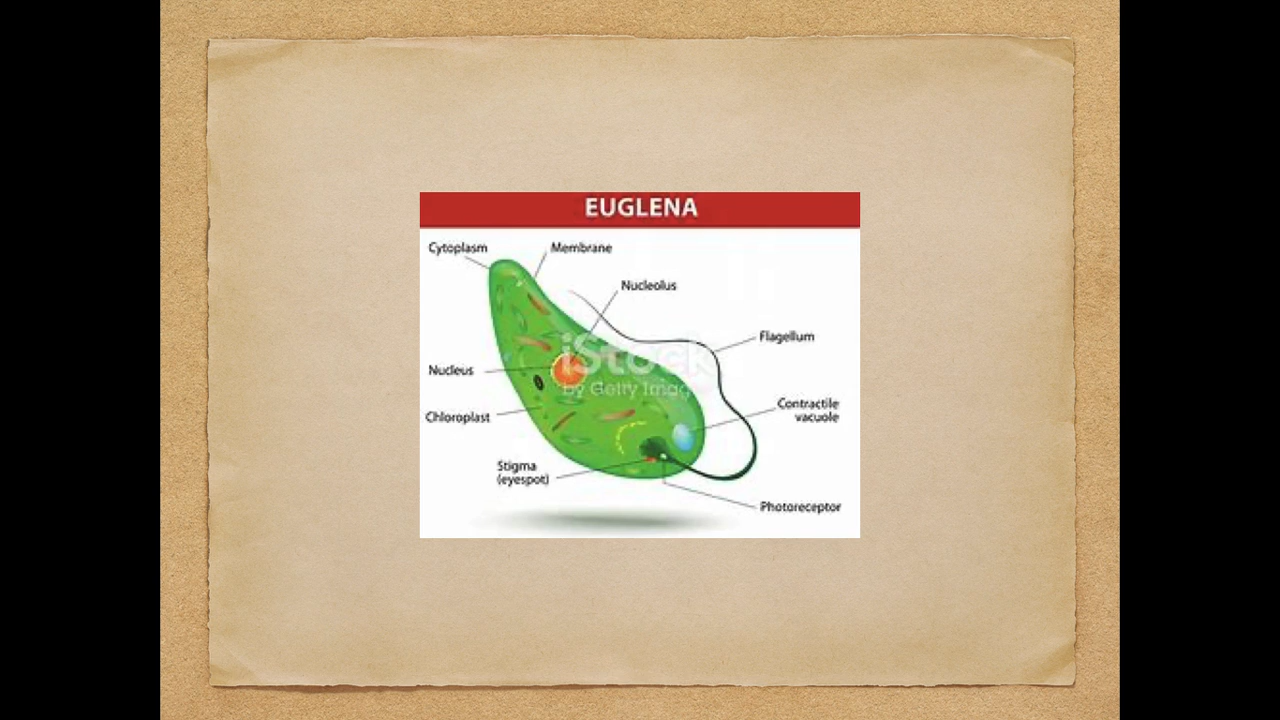 EUGLENA
Cytoplasm
Membrane
Nucleolus
Flagellum
iStock
by Getty Images
Nucleus
Contractile
vacuole
Chloroplast
Stigma
(eyespot)
Photoreceptor